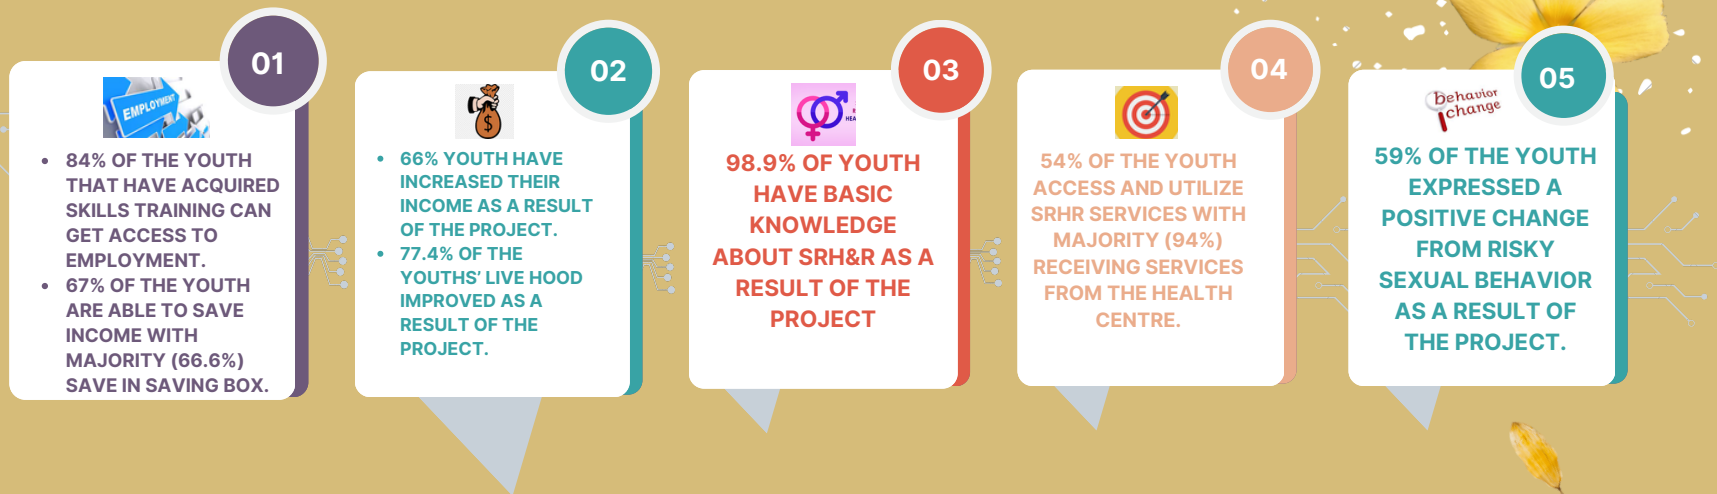 01
EMPLOYMENT
• 84% OF THE YOUTH
THAT HAVE ACQUIRED
SKILLS TRAINING CAN
GET ACCESS TO
EMPLOYMENT.
• 67% OF THE YOUTH
ARE ABLE TO SAVE
INCOME WITH
MAJORITY (66.6%)
SAVE IN SAVING BOX.
02
$
• 66% YOUTH HAVE
INCREASED THEIR
INCOME AS A RESULT
OF THE PROJECT.
• 77.4% OF THE
YOUTHS’ LIVE HOOD
IMPROVED AS A
RESULT OF THE
PROJECT.
03
98.9% OF YOUTH
HAVE BASIC
KNOWLEDGE
ABOUT SRH&R AS A
RESULT OF THE
PROJECT
04
54% OF THE YOUTH
ACCESS AND UTILIZE
SRHR SERVICES WITH
MAJORITY (94%)
RECEIVING SERVICES
FROM THE HEALTH
CENTRE.
05
behavior
change
59% OF THE YOUTH
EXPRESSED A
POSITIVE CHANGE
FROM RISKY
SEXUAL BEHAVIOR
AS A RESULT OF
THE PROJECT.